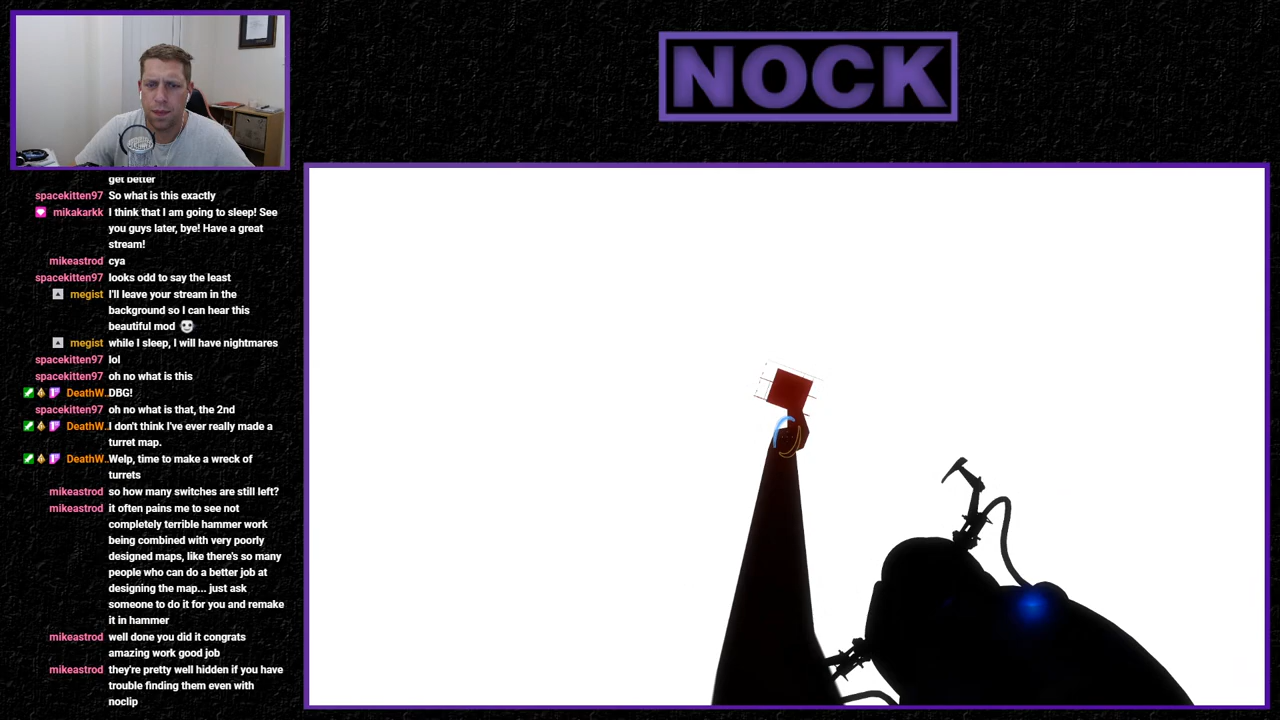 NOCK
get better
spacekitten97 So what is this exactly
mikakarkk I think that I am going to sleep! See
you guys later, bye! Have a great
stream!
mikeastrod cya
spacekitten97 looks odd to say the least
megist I'll leave your stream in the
background so I can hear this
beautiful mod
megist while I sleep, I will have nightmares
spacekitten97 lol
spacekitten97 oh no what is this
DeathW.. DBG!
spacekitten97 oh no what is that, the 2nd
DeathW.. I don't think I've ever really made a
turret map.
DeathW.. Welp, time to make a wreck of
turrets
mikeastrod so how many switches are still left?
mikeastrod it often pains me to see not
completely terrible hammer work
being combined with very poorly
designed maps, like there's so many
people who can do a better job at
designing the map... just ask
someone to do it for you and remake
it in hammer
mikeastrod well done you did it congrats
amazing work good job
mikeastrod they're pretty well hidden if you have
trouble finding them even with
noclip